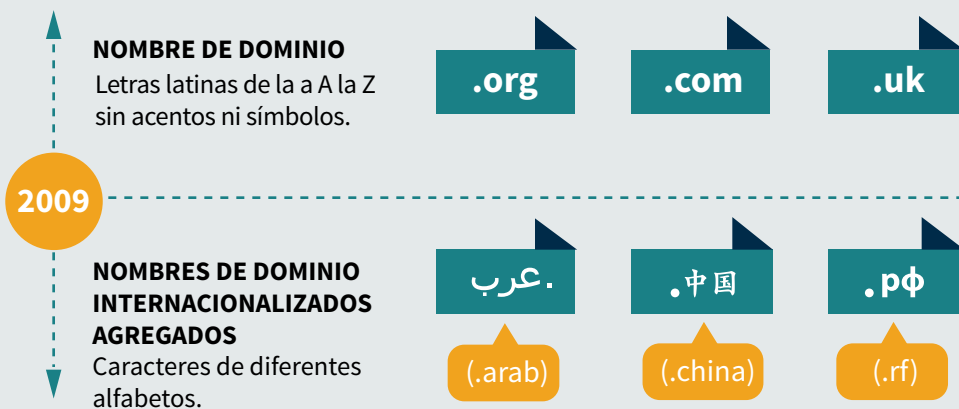 NOMBRE DE DOMINIO
Letras latinas de la a A la Z
sin acentos ni símbolos.
.org
.com
.uk
2009
NOMBRES DE DOMINIO
INTERNACIONALIZADOS
AGREGADOS
Caracteres de diferentes
alfabetos.
.عرب
.中国
.рф
(.arab)
(.china)
(.rf)